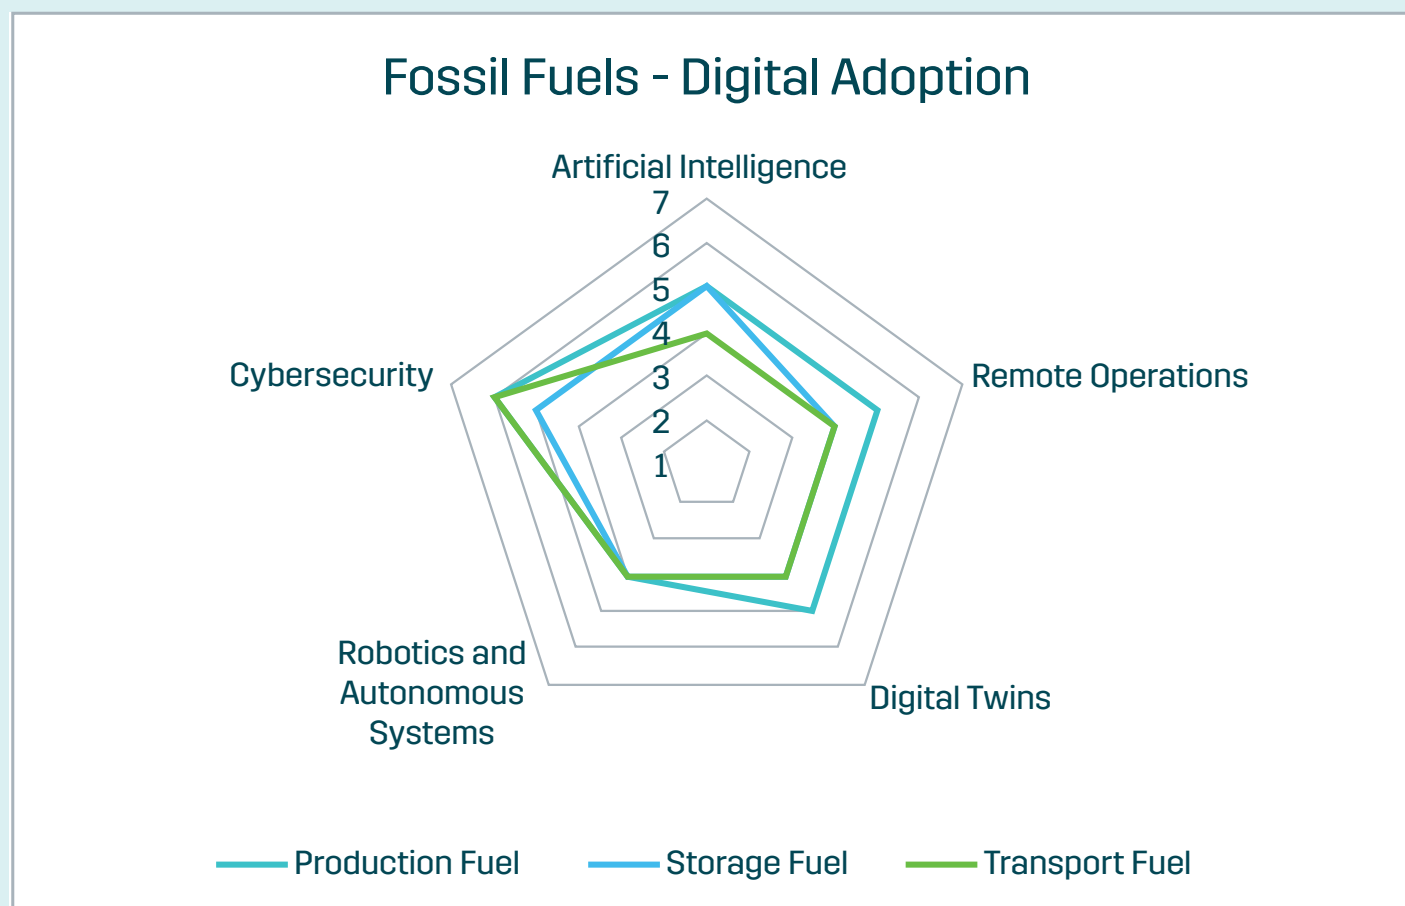 Fossil Fuels - Digital Adoption
Artificial Intelligence
7
6
5
4
3
2
1
Cybersecurity
Remote Operations
Robotics and
Autonomous
Systems
Digital Twins
Production Fuel
Storage Fuel
Transport Fuel